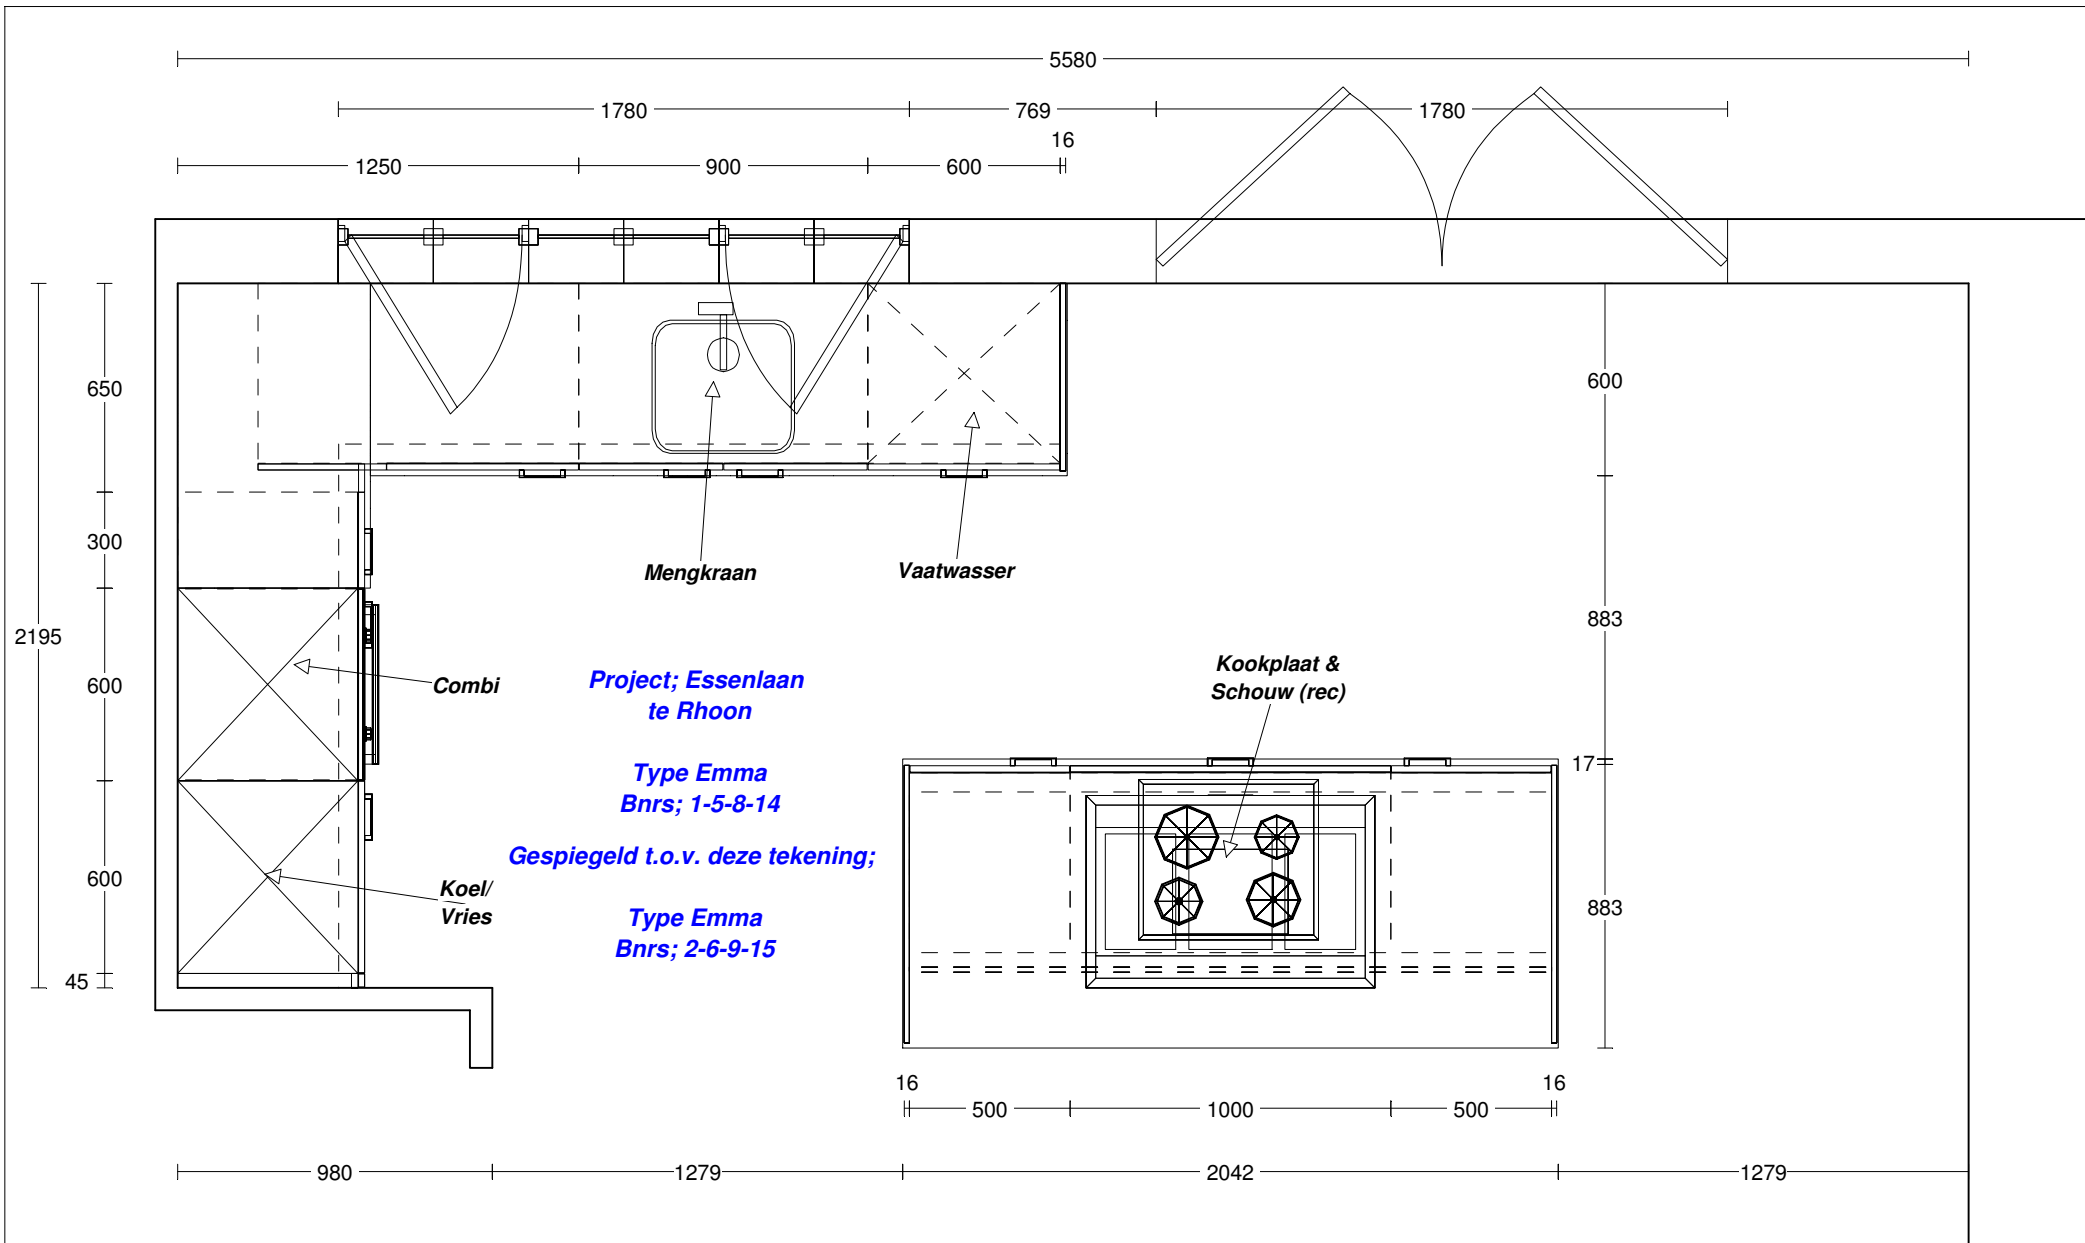 5580
1780
769
1780
16
1250
900
600
650
600
300
Mengkraan
Vaatwasser
883
2195
600
Combi
Project; Essenlaan
te Rhoon
Kookplaat &
Schouw (rec)
Type Emma
Bnrs; 1-5-8-14
17
Gespiegeld t.o.v. deze tekening;
600
Koel/
Vries
Type Emma
Bnrs; 2-6-9-15
883
45
16
16
500
1000
500
980
1279
2042
1279